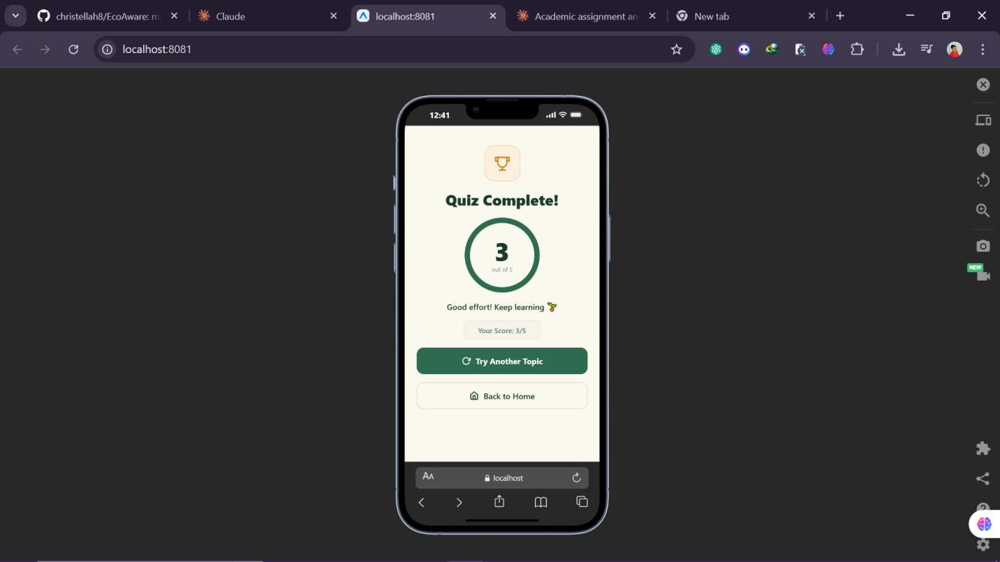 christellah8/EcoAware: m
Claude
localhost:8081
Academic assignment an
New tab
localhost:8081
12:41
Quiz Complete!
3
out of 5
Good effort! Keep learning 🌱
Your Score: 3/5
Try Another Topic
Back to Home
AA
localhost
NEW